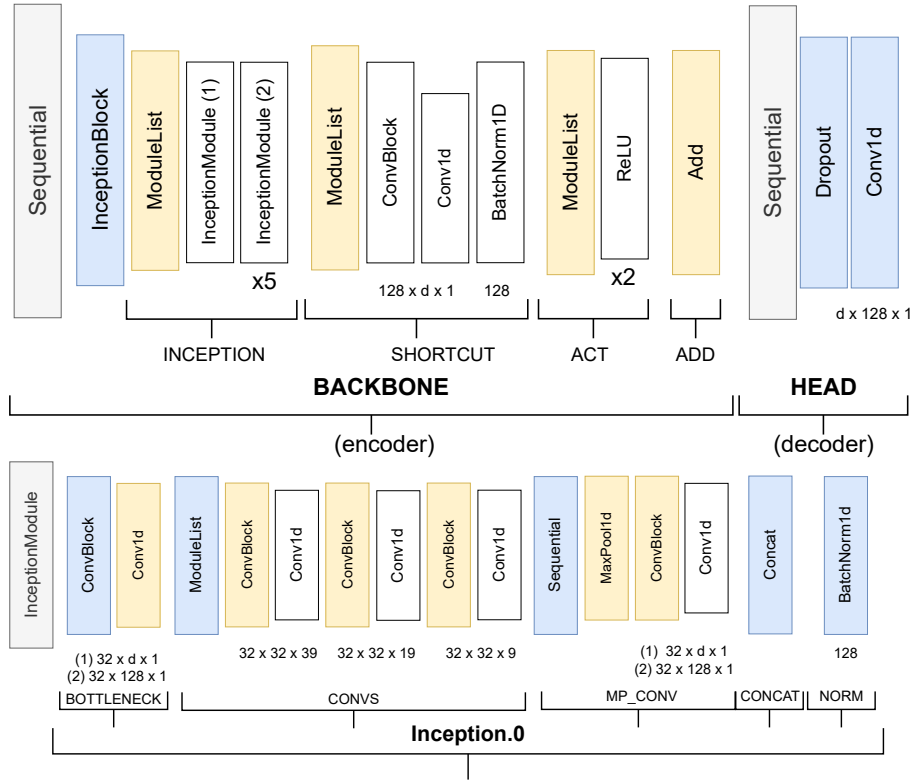 Sequential
InceptionBlock
ModuleList
InceptionModule (1)
InceptionModule (2)
x5
ModuleList
ConvBlock
Conv1d
BatchNorm1D
128 x d x 1
128
ModuleList
ReLU
x2
Add
Sequential
Dropout
Conv1d
d x 128 x 1
INCEPTION
SHORTCUT
ACT
ADD
BACKBONE
HEAD
(encoder)
(decoder)
InceptionModule
ConvBlock
Conv1d
(1) 32 x d x 1
(2) 32 x 128 x 1
ModuleList
ConvBlock
Conv1d
32 x 32 x 39
ConvBlock
Conv1d
32 x 32 x 19
ConvBlock
Conv1d
32 x 32 x 9
Sequential
MaxPool1d
ConvBlock
Conv1d
(1) 32 x d x 1
(2) 32 x 128 x 1
Concat
BatchNorm1d
128
BOTTLENECK
CONVS
MP_CONV
CONCAT
NORM
Inception.0